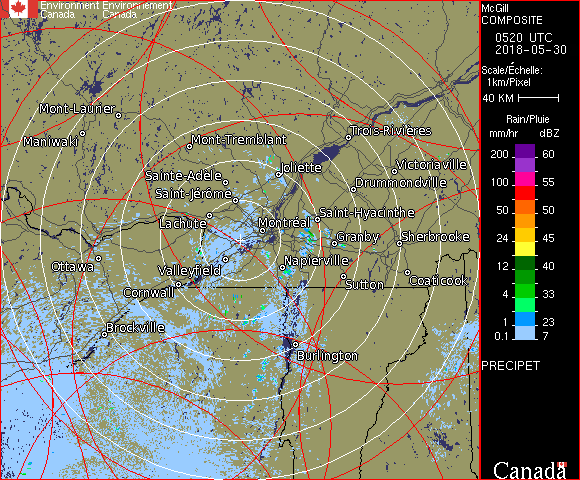 Environment Environnement
Canada Canada
McGill
COMPOSITE
0520 UTC
2018-05-30
Scale/Échelle:
1km/Pixel
40 KM
Rain/Pluie
mm/hr dBZ
200 60
100 55
50 50
24 45
12 40
8 33
4 33
1 23
0.1 7
PRECIPET
Mont-Laurier
Maniwaki
Mont-Tremblant
Trois-Rivières
Joliette
Victoriaville
Sainte-Adèle
Drummondville
Saint-Jérôme
Saint-Hyacinthe
Lachute
Montréal
Granby
Sherbrooke
Ottawa
Valleyfield
Napierville
Cornwall
Sutton
Coaticook
Brockville
Burlington
Canada